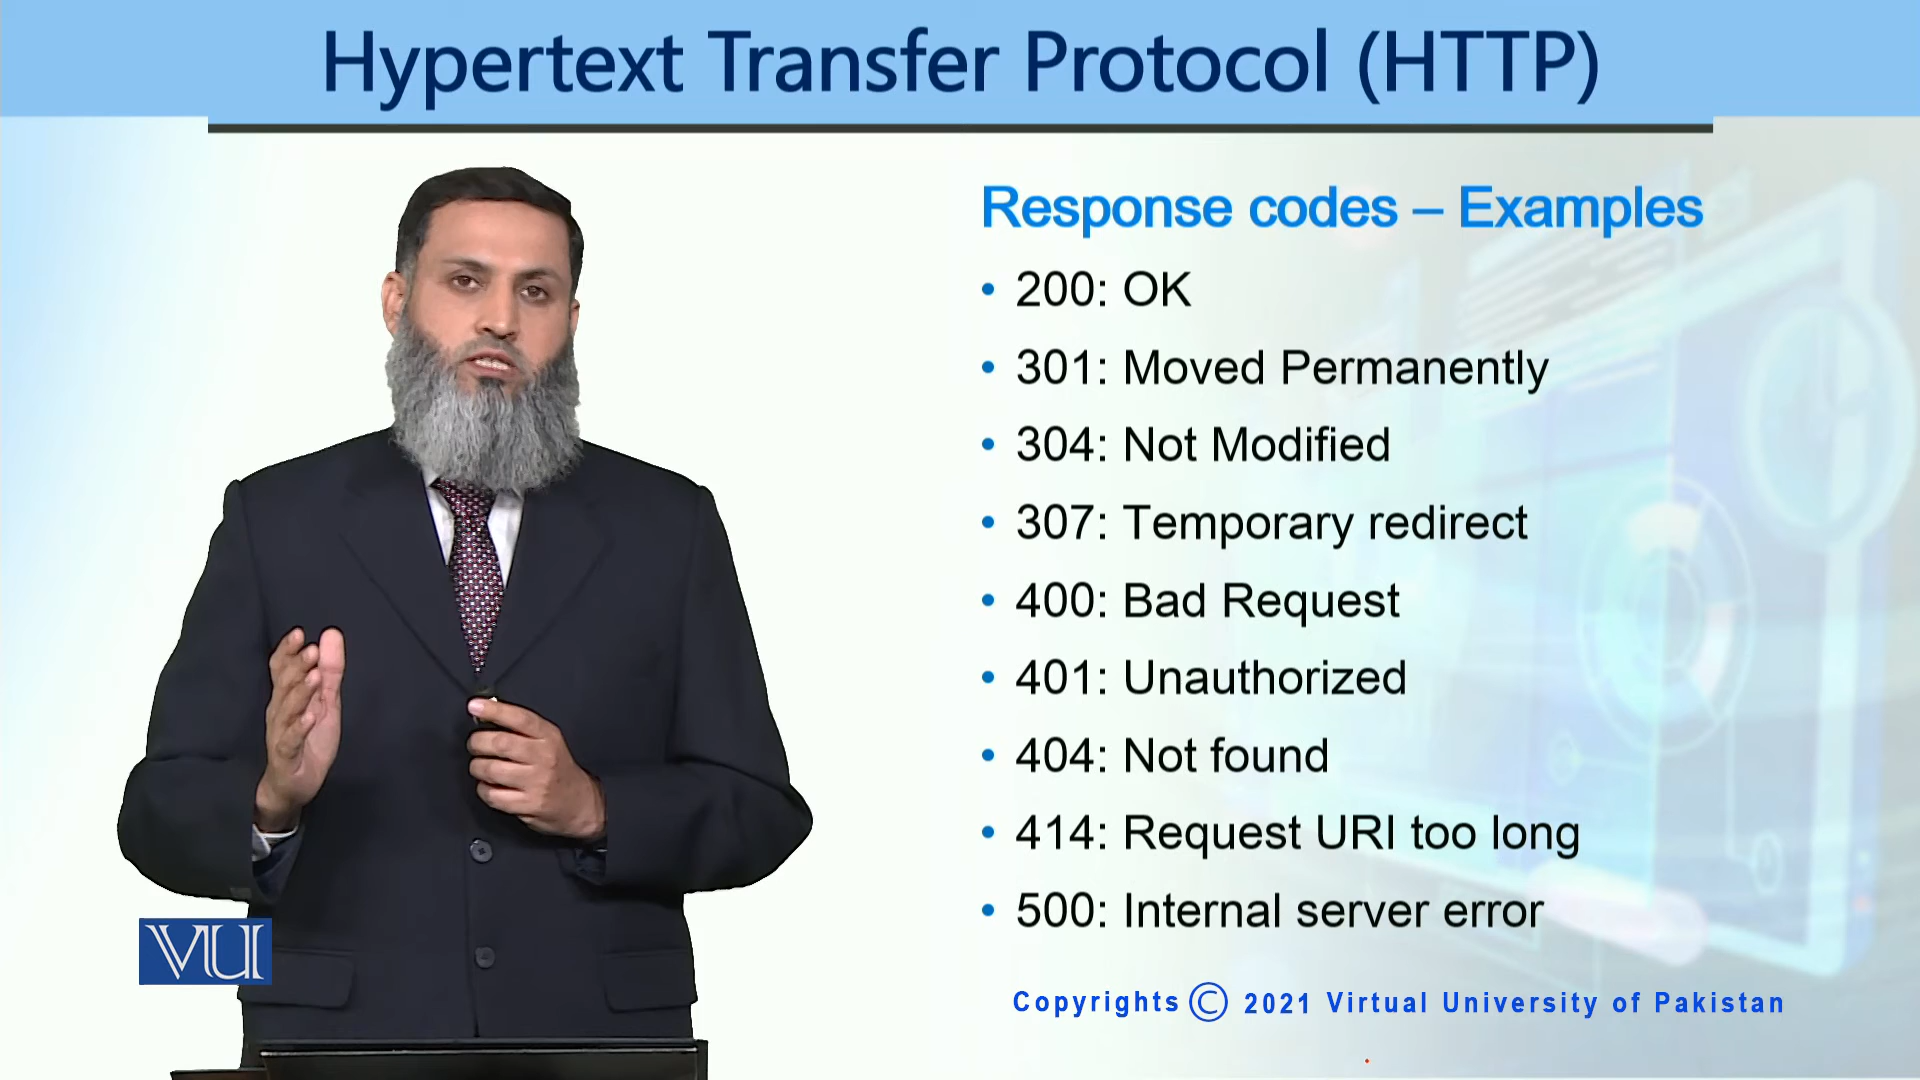 Hypertext Transfer Protocol (HTTP)
Response codes – Examples
• 200: OK
• 301: Moved Permanently
• 304: Not Modified
• 307: Temporary redirect
• 400: Bad Request
• 401: Unauthorized
• 404: Not found
• 414: Request URI too long
• 500: Internal server error
VU
Copyrights © 2021 Virtual University of Pakistan